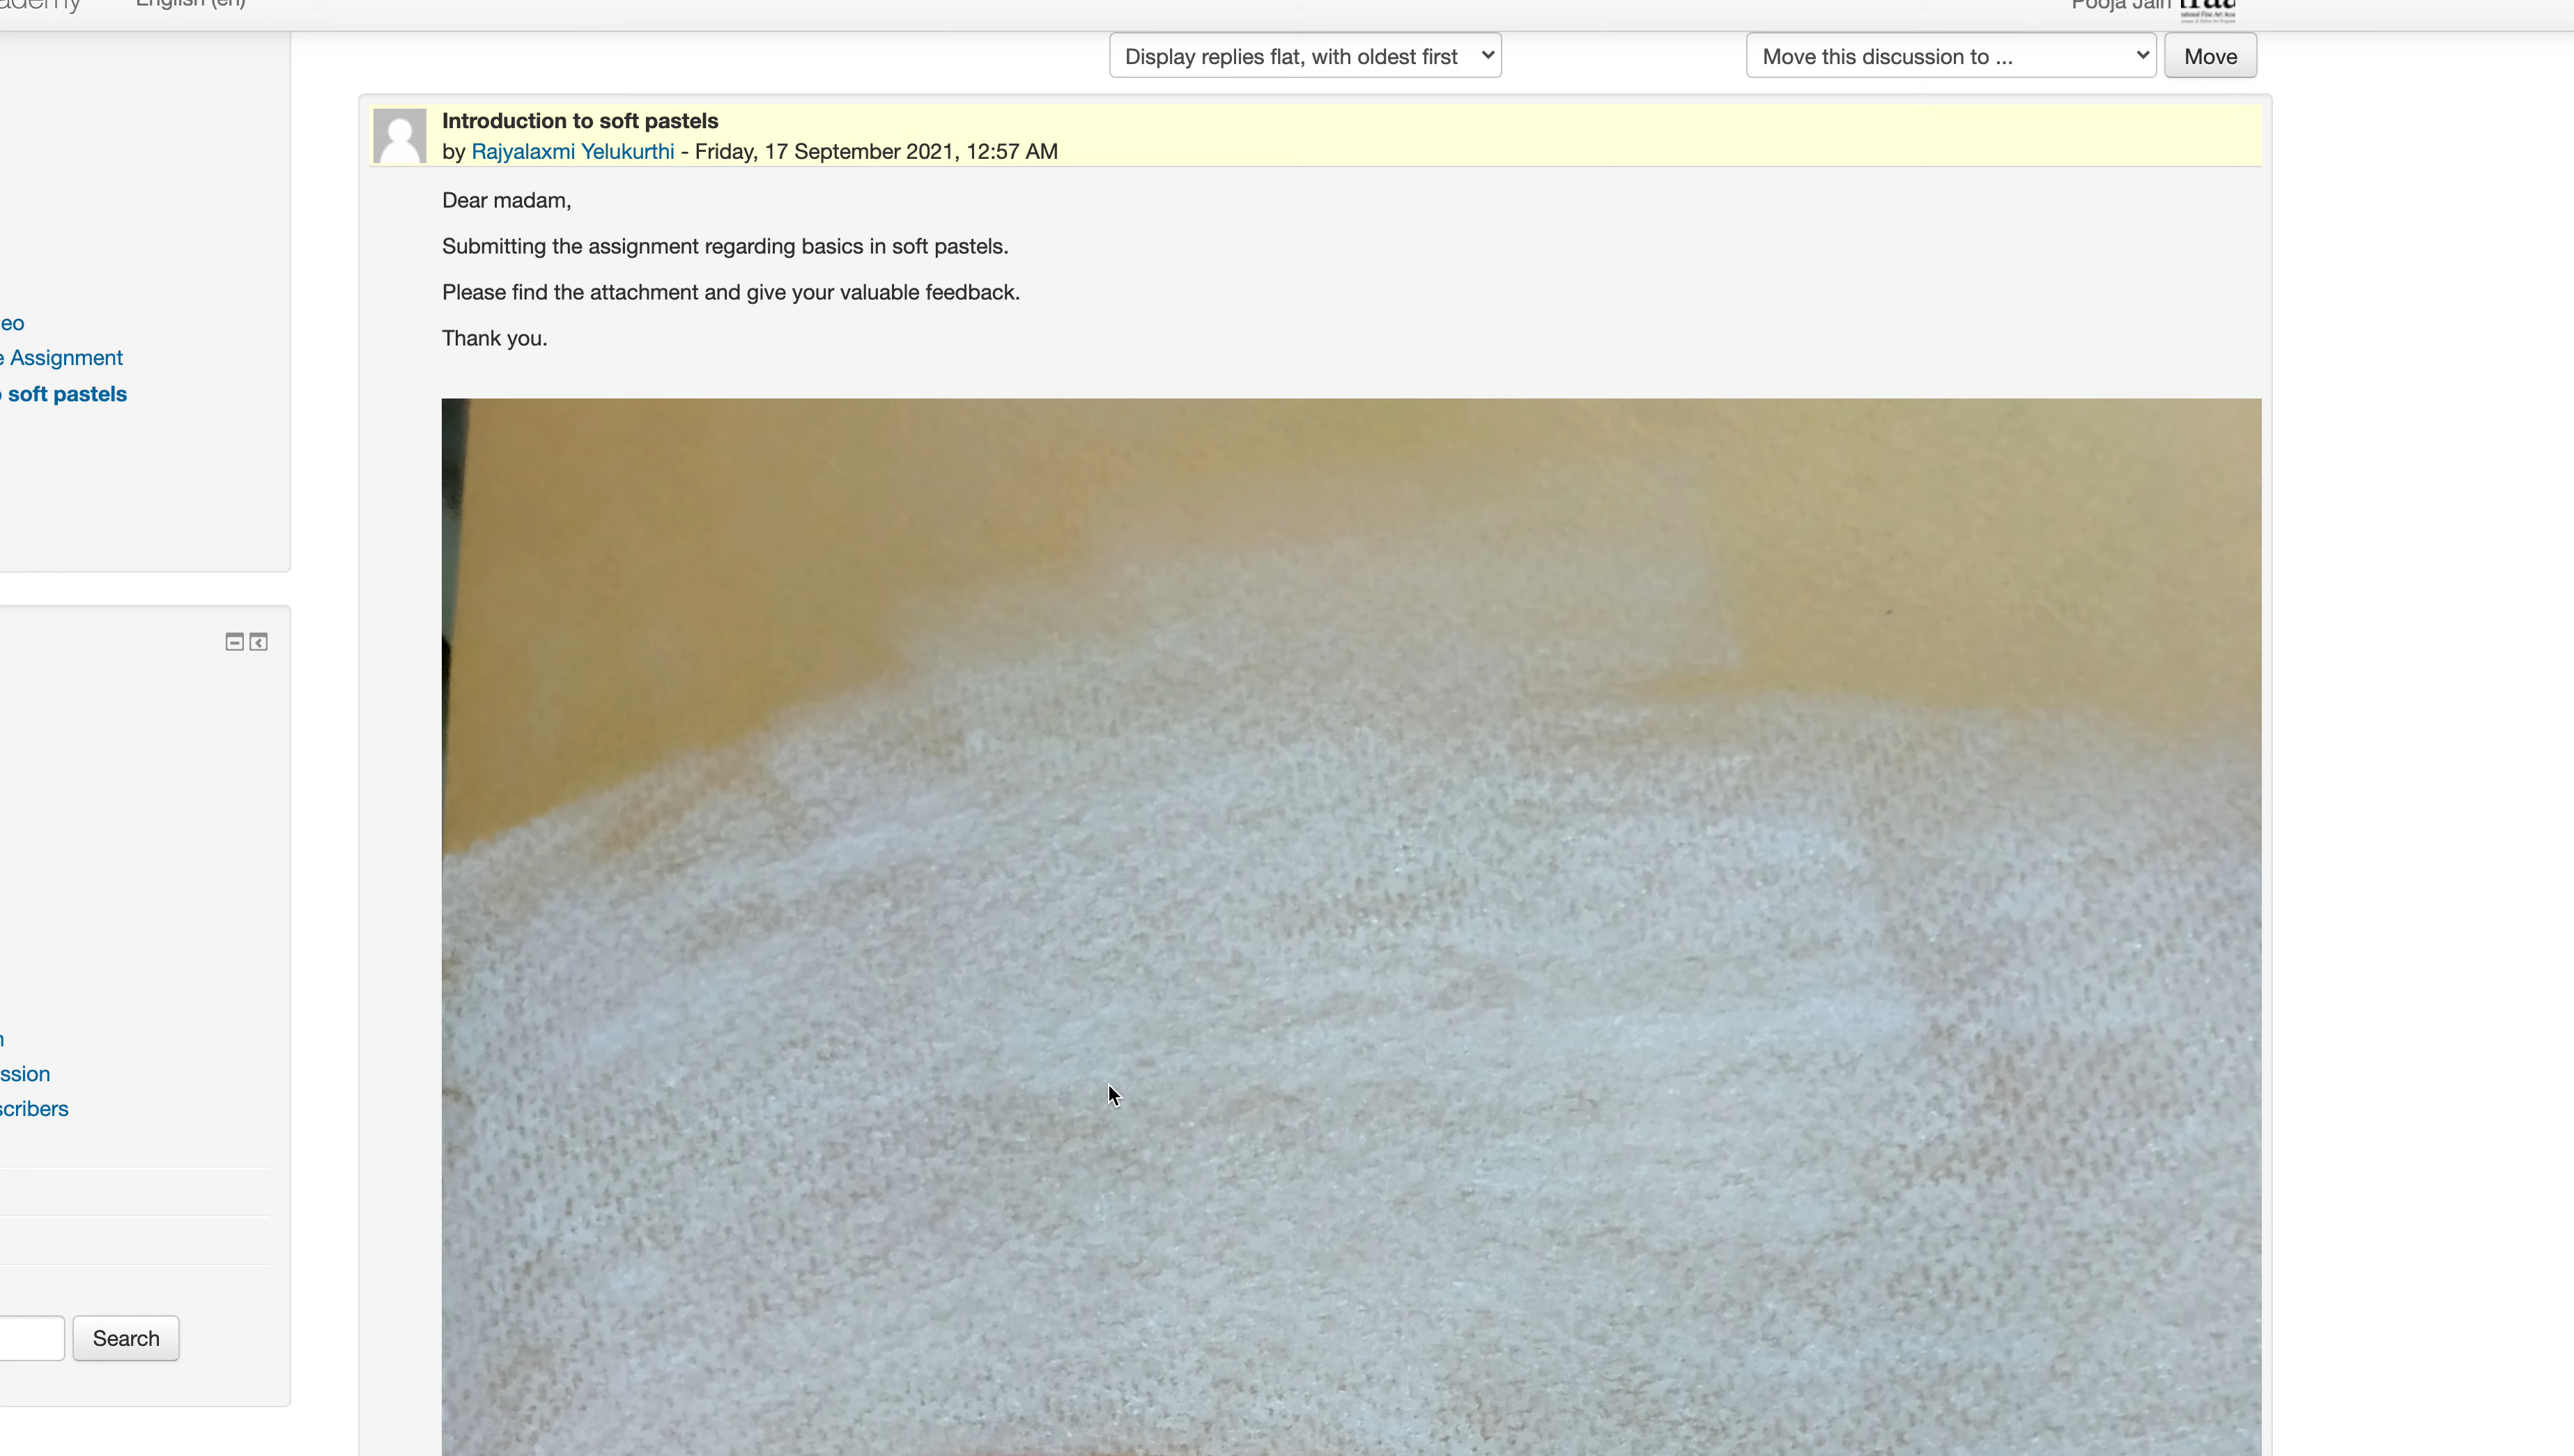 English (en)
Pooja Jain
Display replies flat, with oldest first
Move this discussion to ...
Move
Introduction to soft pastels
by Rajyalaxmi Yelukurthi - Friday, 17 September 2021, 12:57 AM
Dear madam,
Submitting the assignment regarding basics in soft pastels.
Please find the attachment and give your valuable feedback.
Thank you.
eo
e Assignment
soft pastels
ssion
scribers
Search